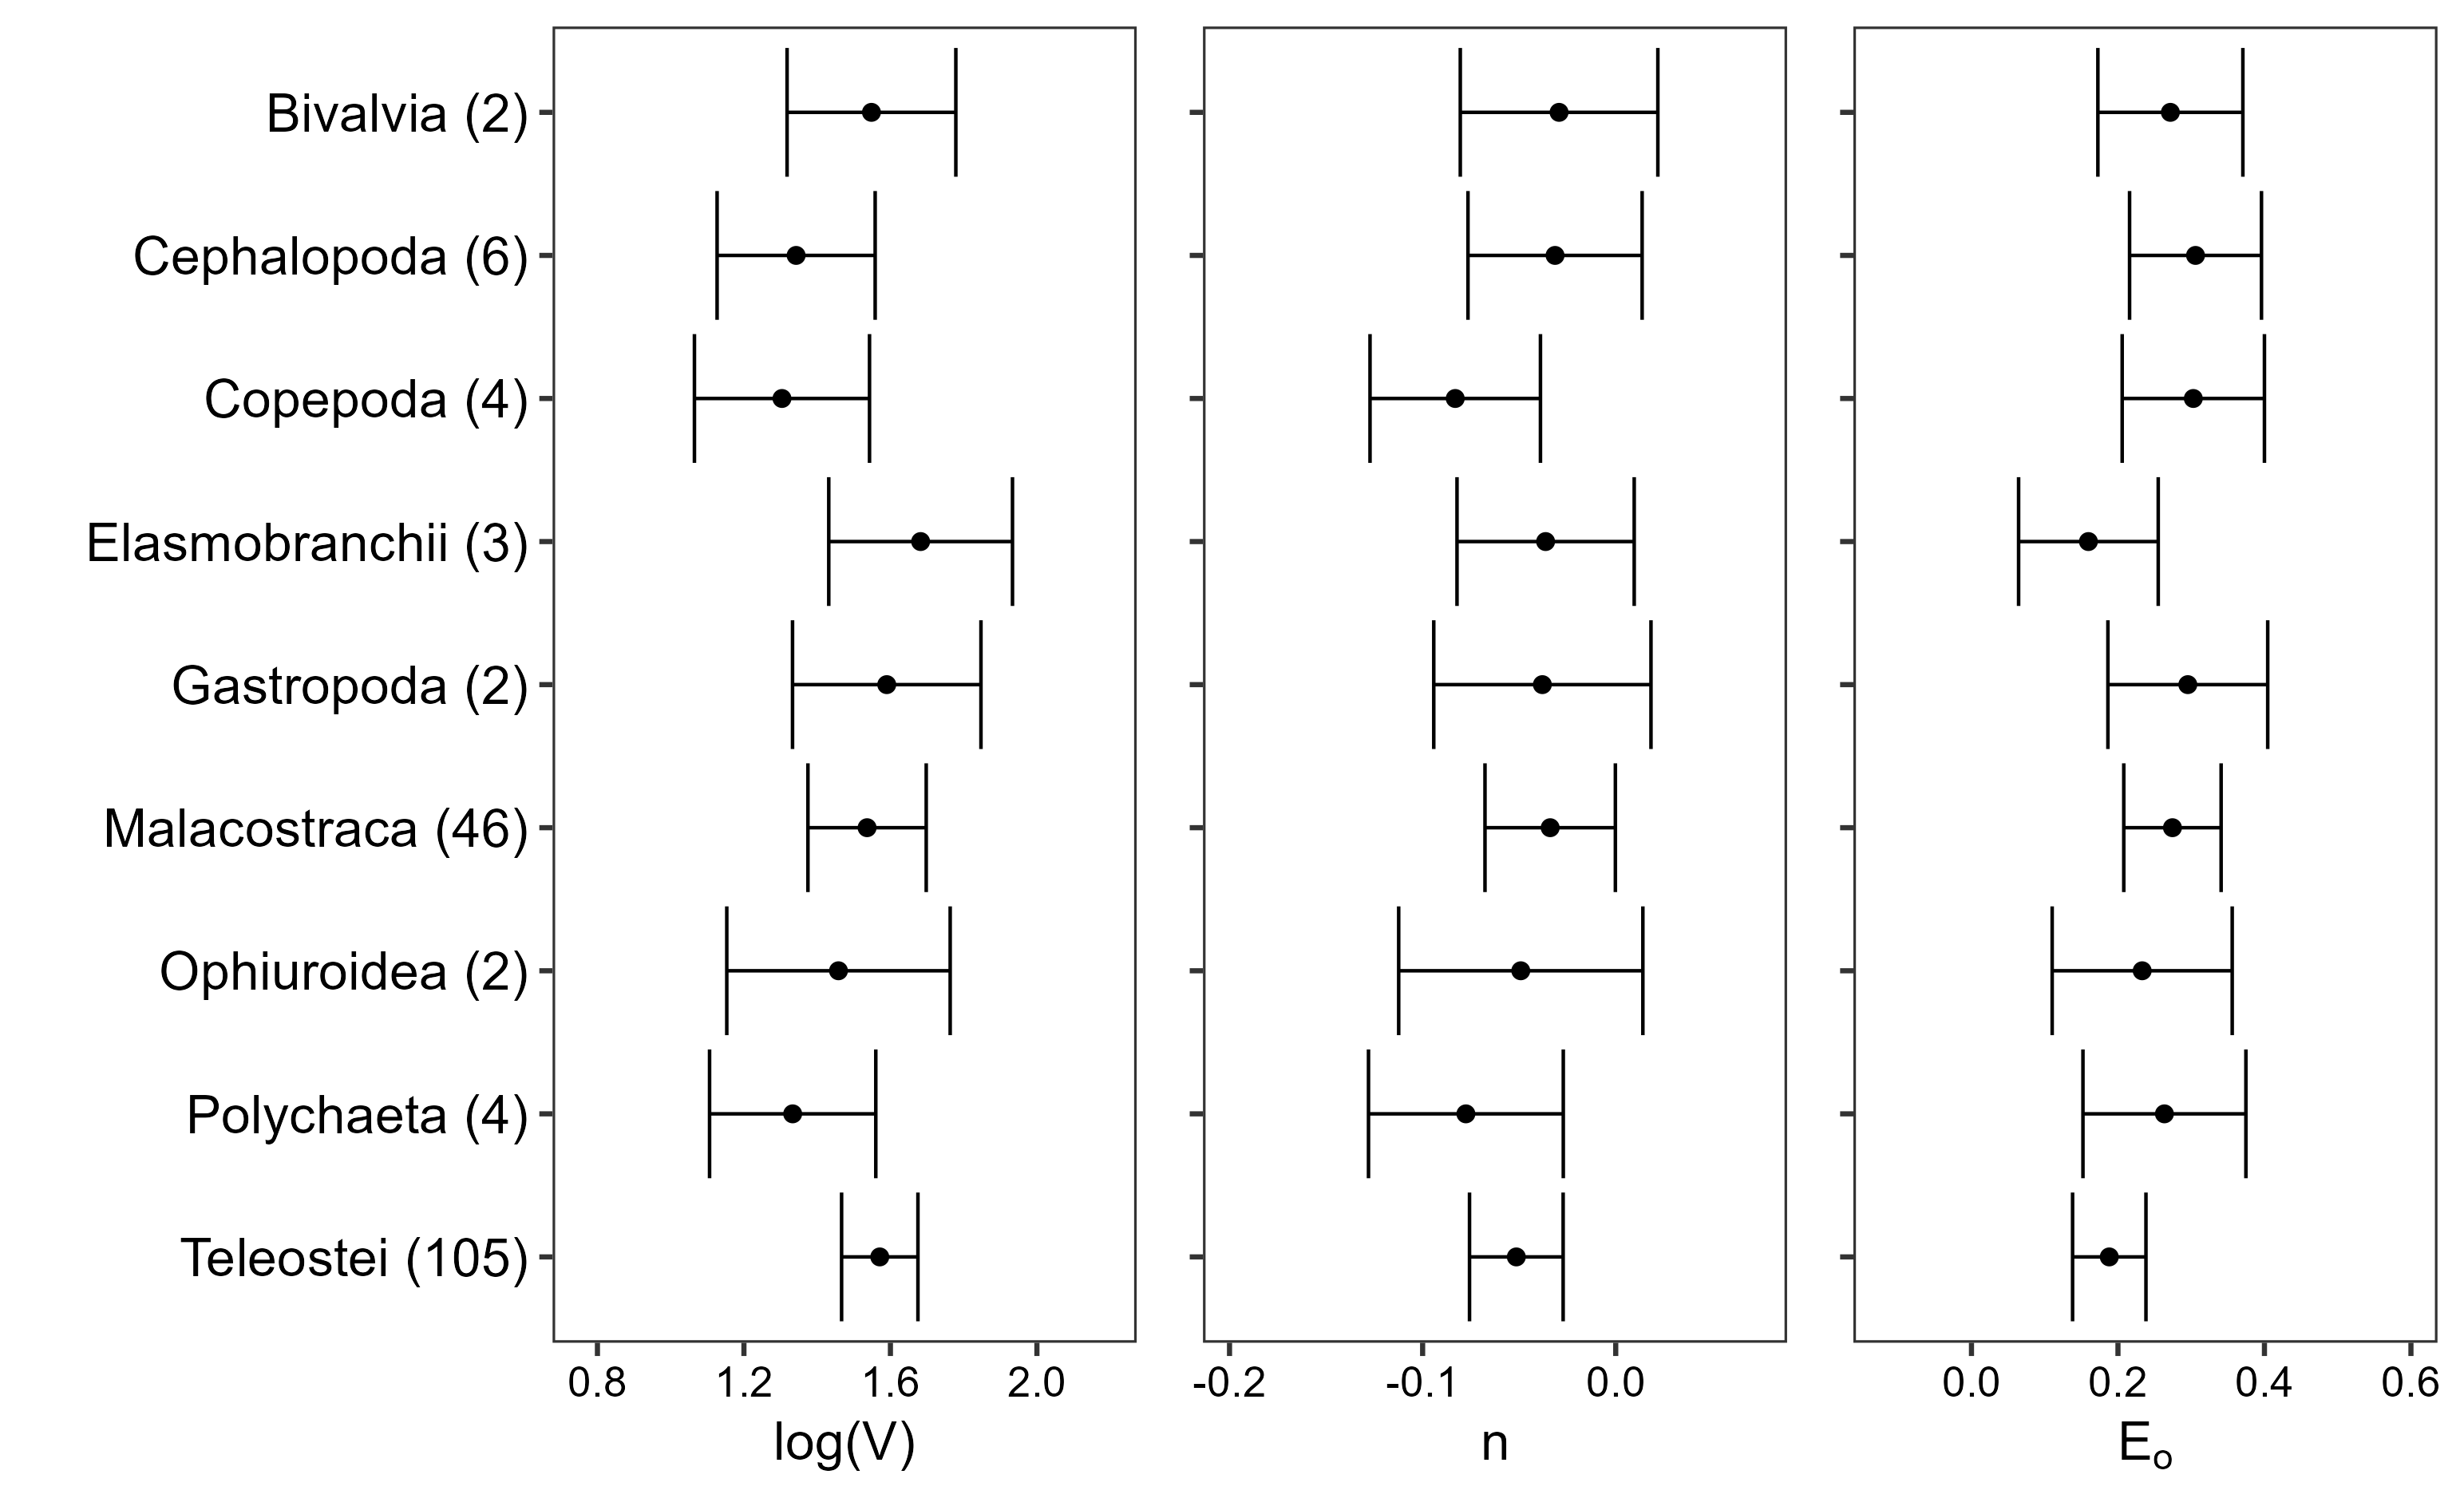 Bivalvia (2)
Cephalopoda (6)
Copepoda (4)
Elasmobranchii (3)
Gastropoda (2)
Malacostraca (46)
Ophiuroidea (2)
Polychaeta (4)
Teleostei (105)
0.8 1.2 1.6 2.0
log(V)
-0.2 -0.1 0.0
n
0.0 0.2 0.4 0.6
Eo